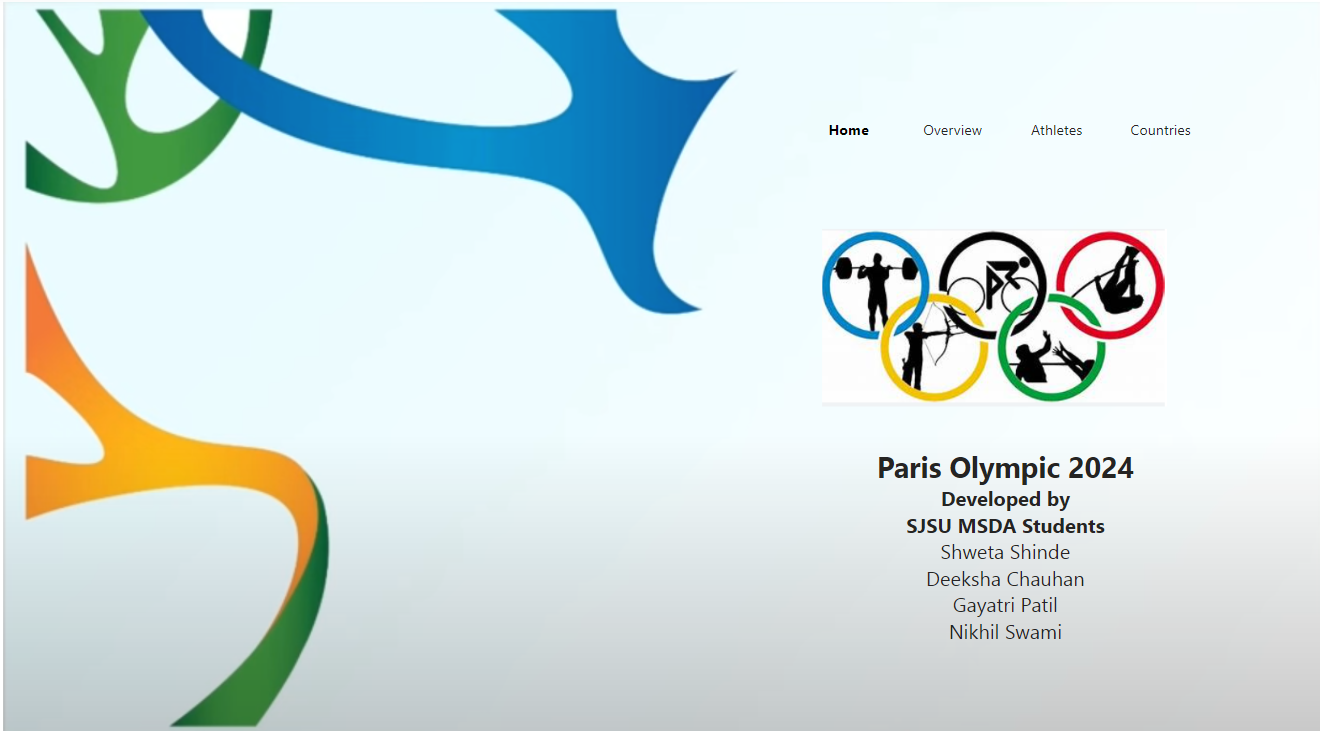 Home Overview Athletes Countries
Paris Olympic 2024
Developed by
SJSU MSDA Students
Shweta Shinde
Deeksha Chauhan
Gayatri Patil
Nikhil Swami